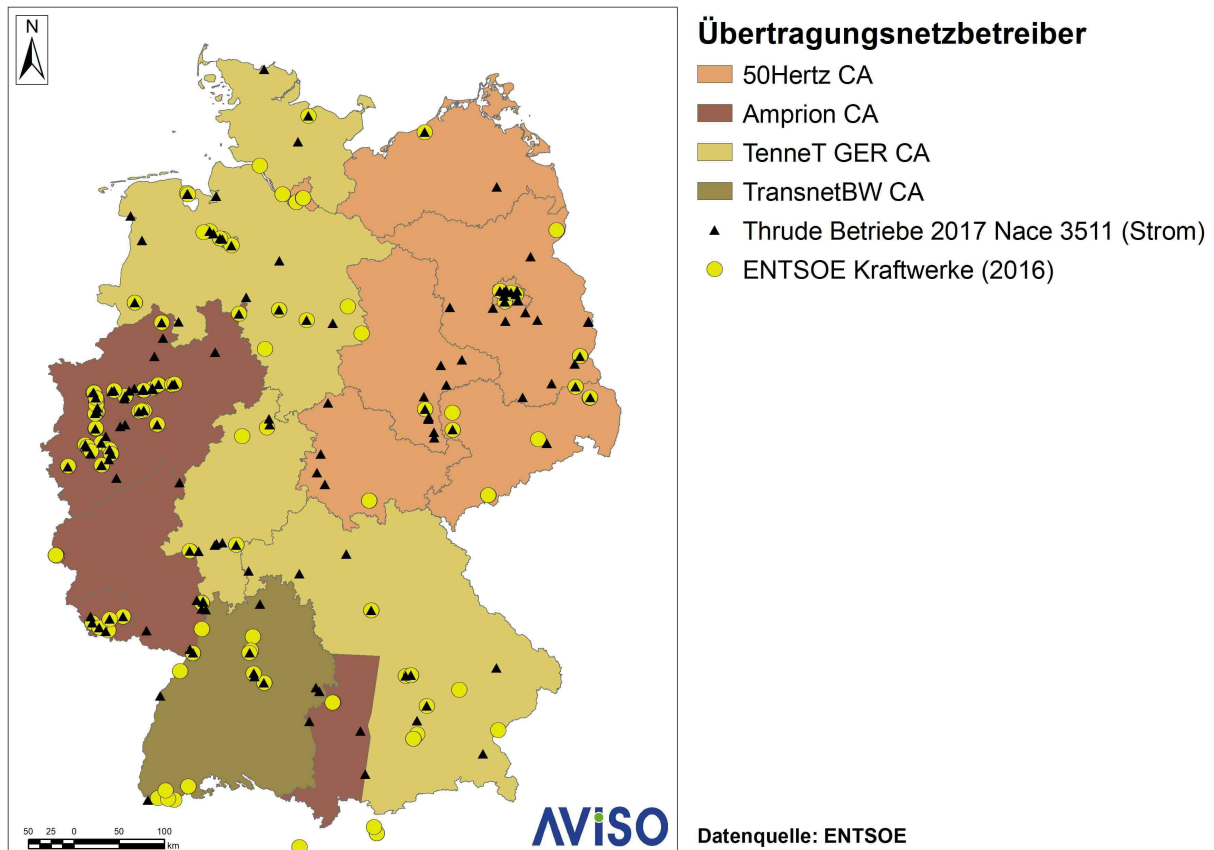 N
Übertragungsnetzbetreiber
50Hertz CA
Amprion CA
TenneT GER CA
TransnetBW CA
Thrude Betriebe 2017 Nace 3511 (Strom)
ENTSOE Kraftwerke (2016)
50 25 0 50 100
km
AViSO
Datenquelle: ENTSOE